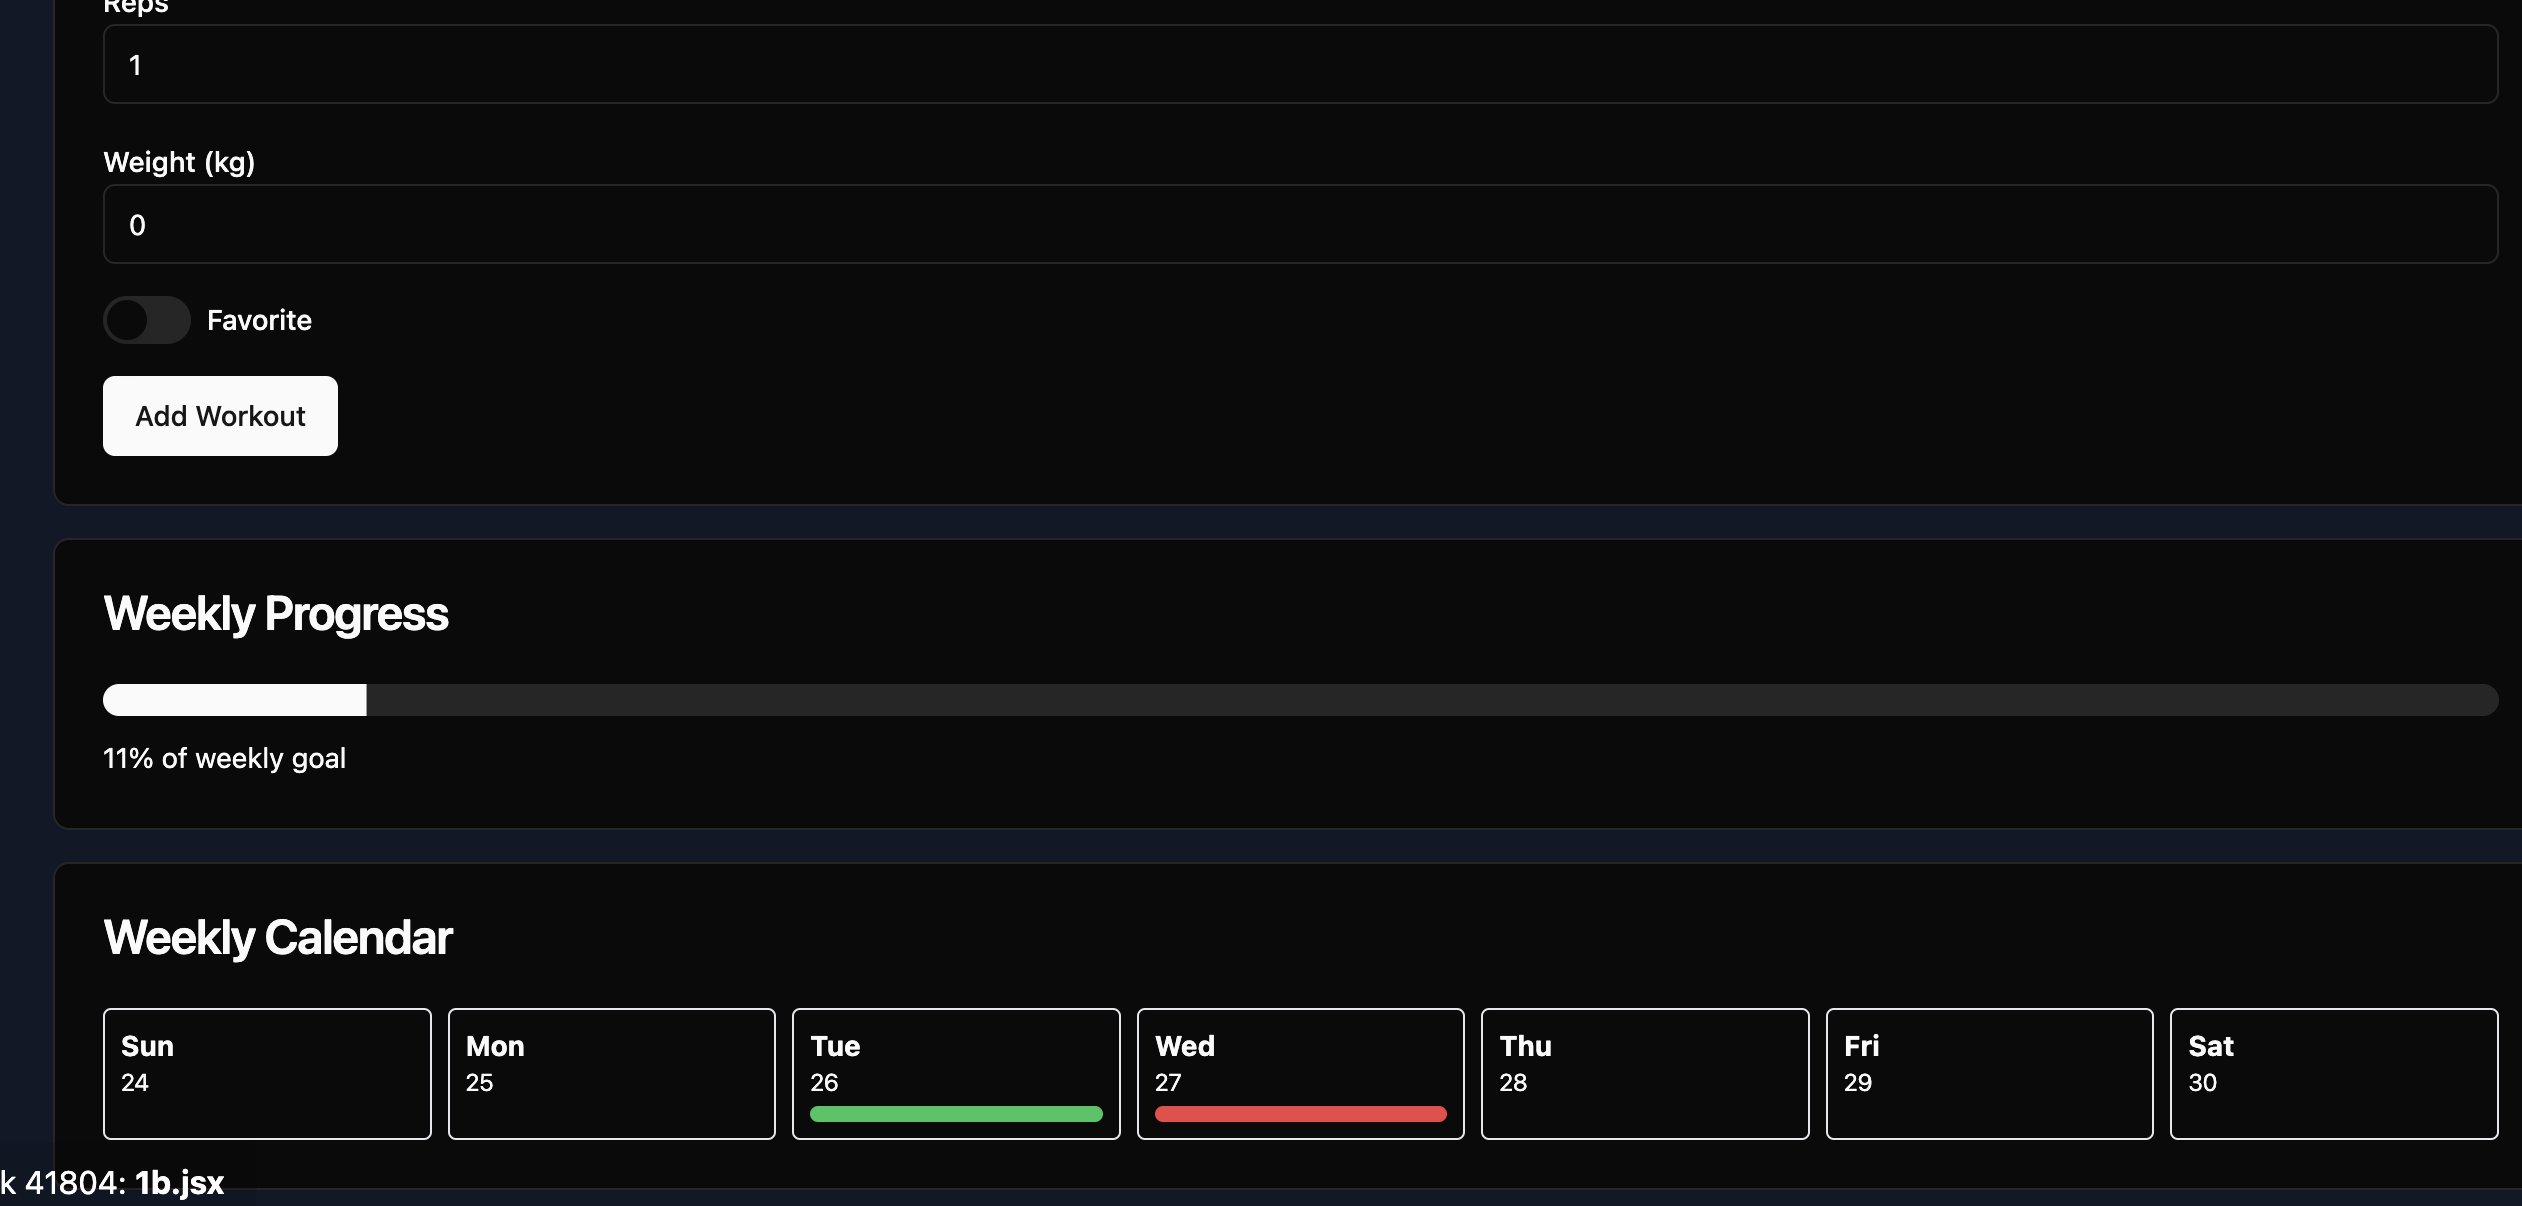 Reps
1
Weight (kg)
0
Favorite
Add Workout
Weekly Progress
11% of weekly goal
Weekly Calendar
Sun Mon Tue Wed Thu Fri Sat
24 25 26 27 28 29 30
k 41804: 1b.jsx